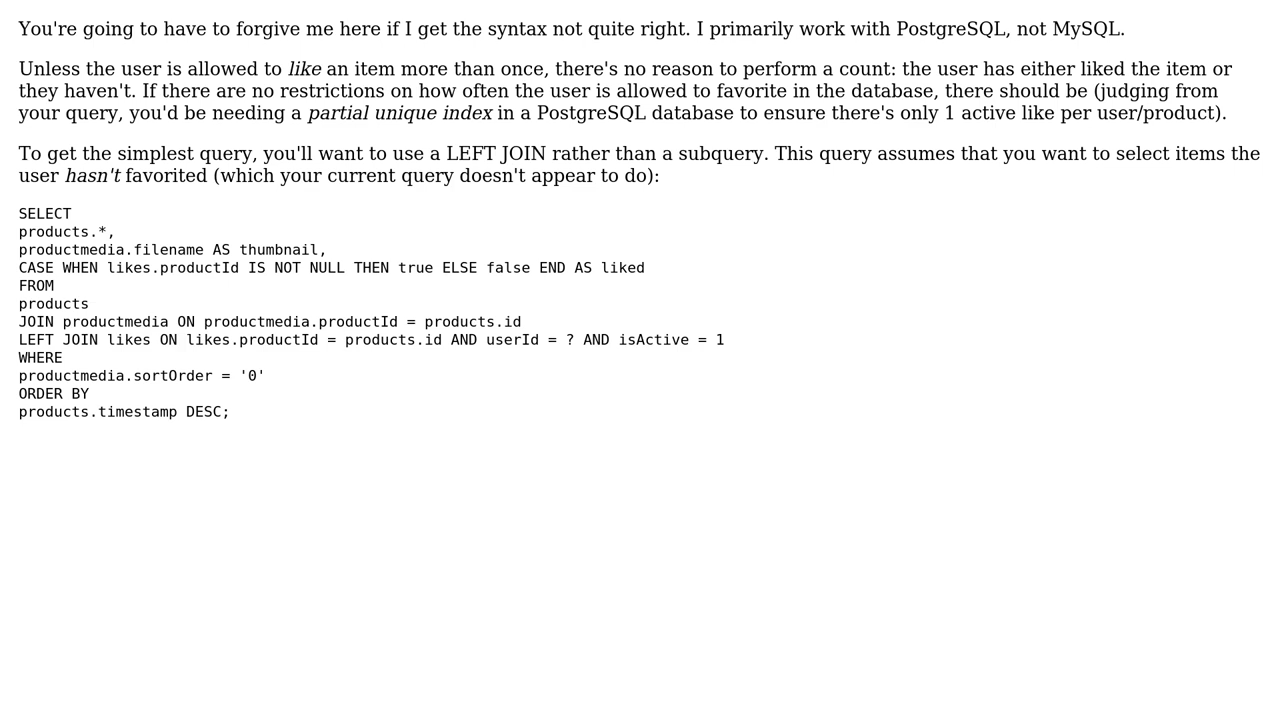 You're going to have to forgive me here if I get the syntax not quite right. I primarily work with PostgreSQL, not MySQL.
Unless the user is allowed to like an item more than once, there's no reason to perform a count: the user has either liked the item or
they haven't. If there are no restrictions on how often the user is allowed to favorite in the database, there should be (judging from
your query, you'd be needing a partial unique index in a PostgreSQL database to ensure there's only 1 active like per user/product).
To get the simplest query, you'll want to use a LEFT JOIN rather than a subquery. This query assumes that you want to select items the
user hasn't favorited (which your current query doesn't appear to do):
SELECT
products.*,
productmedia.filename AS thumbnail,
CASE WHEN likes.productId IS NOT NULL THEN true ELSE false END AS liked
FROM
products
JOIN productmedia ON productmedia.productId = products.id
LEFT JOIN likes ON likes.productId = products.id AND userId = ? AND isActive = 1
WHERE
productmedia.sortOrder = '0'
ORDER BY
products.timestamp DESC;